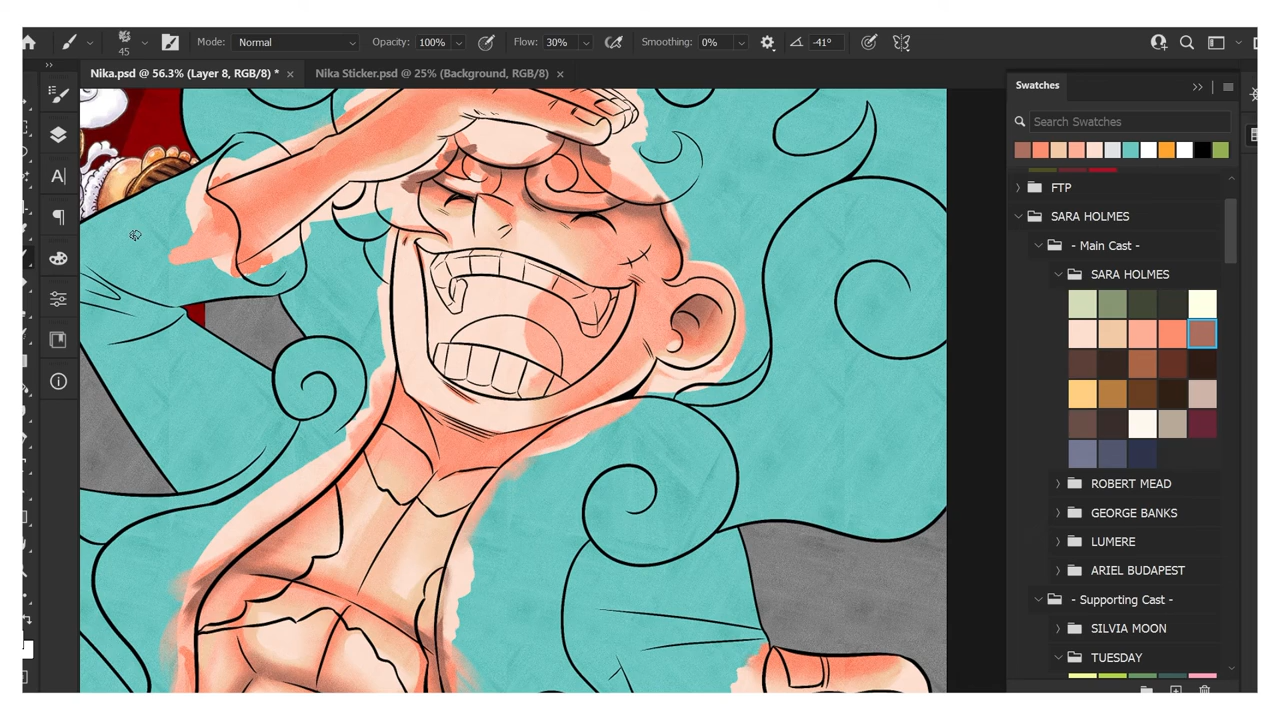 45
Mode: Normal
Opacity: 100%
Flow: 30%
Smoothing: 0%
-41°
Nika.psd @ 56.3% (Layer 8, RGB/8) *
Nika Sticker.psd @ 25% (Background, RGB/8)
Swatches
Search Swatches
FTP
SARA HOLMES
- Main Cast -
SARA HOLMES
ROBERT MEAD
GEORGE BANKS
LUMERE
ARIEL BUDAPEST
- Supporting Cast -
SILVIA MOON
TUESDAY